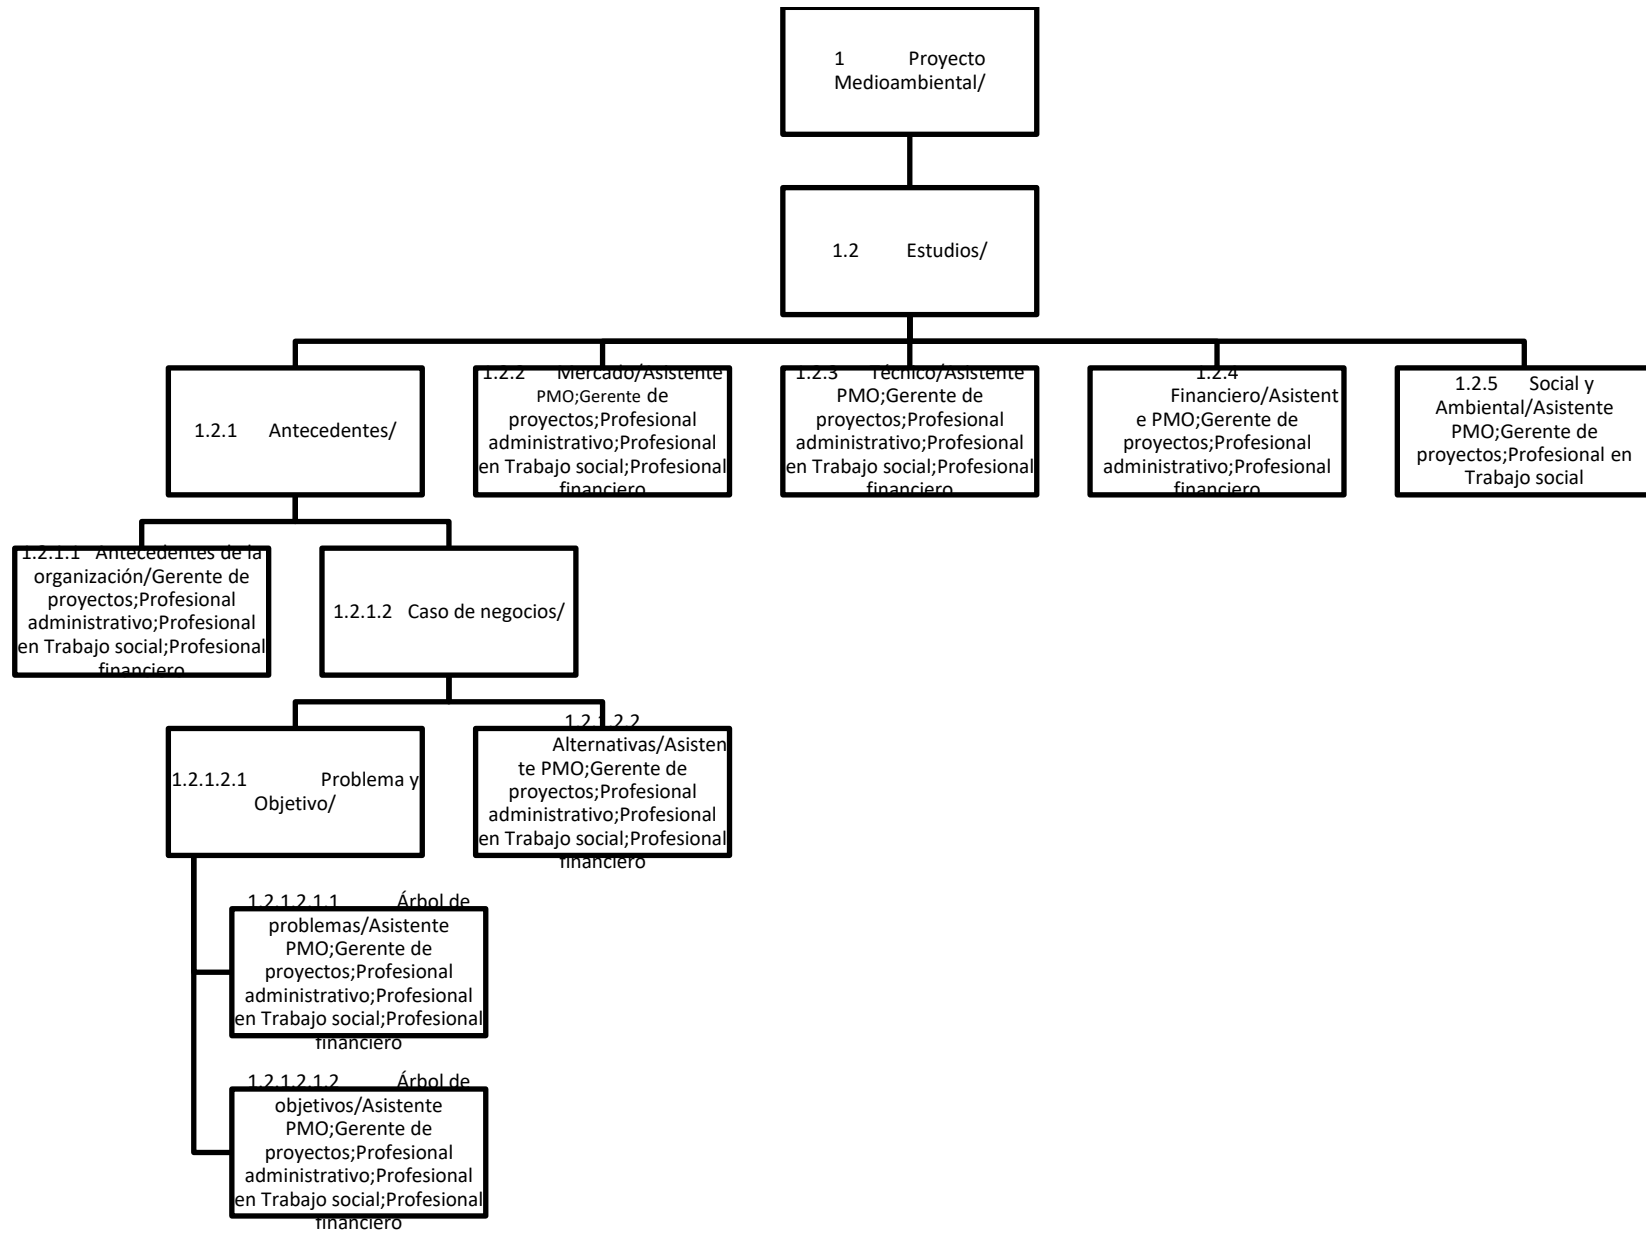 1 Proyecto
Medioambiental/
1.2 Estudios/
1.2.1 Antecedentes/
1.2.2 Mercado/Asistente
PMO;Gerente de
proyectos;Profesional
administrativo;Profesional
en Trabajo social;Profesional
financiero
1.2.3 Técnico/Asistente
PMO;Gerente de
proyectos;Profesional
administrativo;Profesional
en Trabajo social;Profesional
financiero
1.2.4
Financiero/Asistent
e PMO;Gerente de
proyectos;Profesional
administrativo;Profesional
financiero
1.2.5 Social y
Ambiental/Asistente
PMO;Gerente de
proyectos;Profesional en
Trabajo social
1.2.1.1 Antecedentes de la
organización/Gerente de
proyectos;Profesional
administrativo;Profesional
en Trabajo social;Profesional
financiero
1.2.1.2 Caso de negocios/
1.2.1.2.1 Problema y
Objetivo/
1.2.1.2.2
Alternativas/Asisten
te PMO;Gerente de
proyectos;Profesional
administrativo;Profesional
en Trabajo social;Profesional
financiero
1.2.1.2.1.1 Árbol de
problemas/Asistente
PMO;Gerente de
proyectos;Profesional
administrativo;Profesional
en Trabajo social;Profesional
financiero
1.2.1.2.1.2 Árbol de
objetivos/Asistente
PMO;Gerente de
proyectos;Profesional
administrativo;Profesional
en Trabajo social;Profesional
financiero